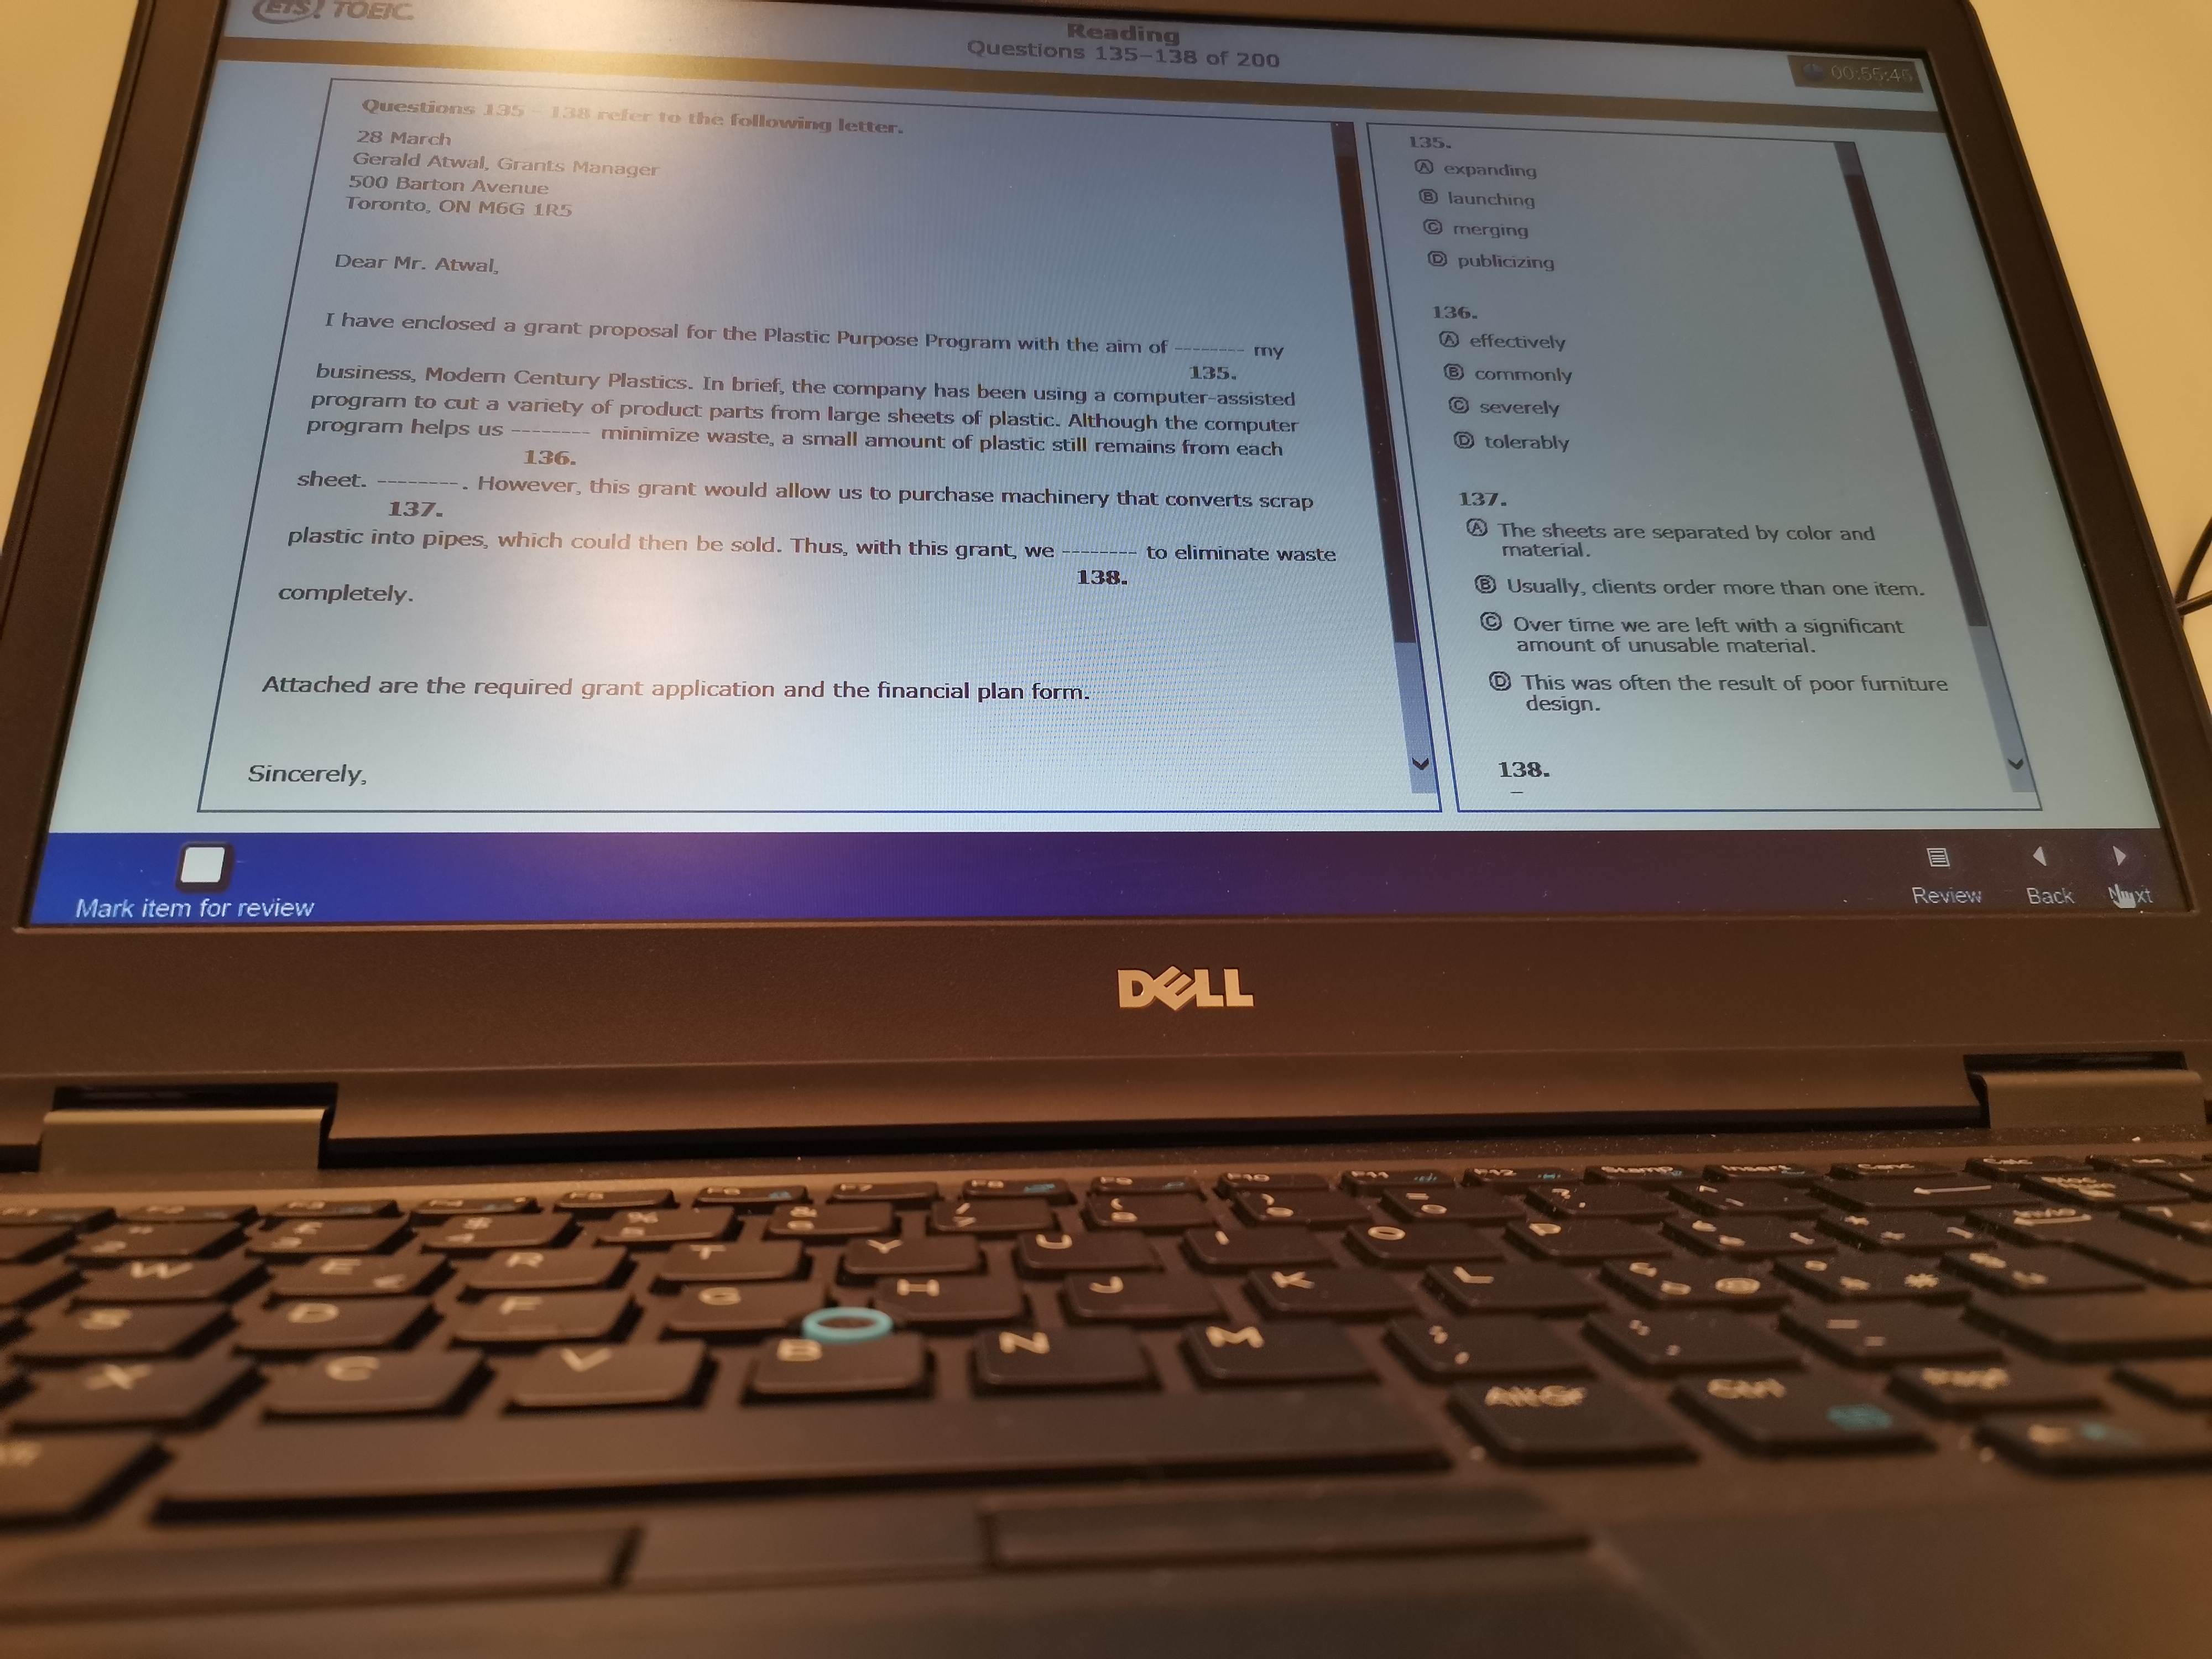 ETS TOEIC
Reading
Questions 135-138 of 200
00:55:45
Questions 135 - 138 refer to the following letter.
28 March
Gerald Atwal, Grants Manager
500 Barton Avenue
Toronto, ON M6G 1R5
Dear Mr. Atwal,
I have enclosed a grant proposal for the Plastic Purpose Program with the aim of -------- my
135.
business, Modern Century Plastics. In brief, the company has been using a computer-assisted
program to cut a variety of product parts from large sheets of plastic. Although the computer
program helps us -------- minimize waste, a small amount of plastic still remains from each
136.
sheet. --------. However, this grant would allow us to purchase machinery that converts scrap
137.
plastic into pipes, which could then be sold. Thus, with this grant, we -------- to eliminate waste
138.
completely.
Attached are the required grant application and the financial plan form.
Sincerely,
135.
A expanding
B launching
C merging
D publicizing
136.
A effectively
B commonly
C severely
D tolerably
137.
A The sheets are separated by color and
material.
B Usually, clients order more than one item.
C Over time we are left with a significant
amount of unusable material.
D This was often the result of poor furniture
design.
138.
Mark item for review
Review
Back
Next
DELL
W E R T Y U I O P
S D F G H J K L
X C V B N M
Alt Gr
Ctrl